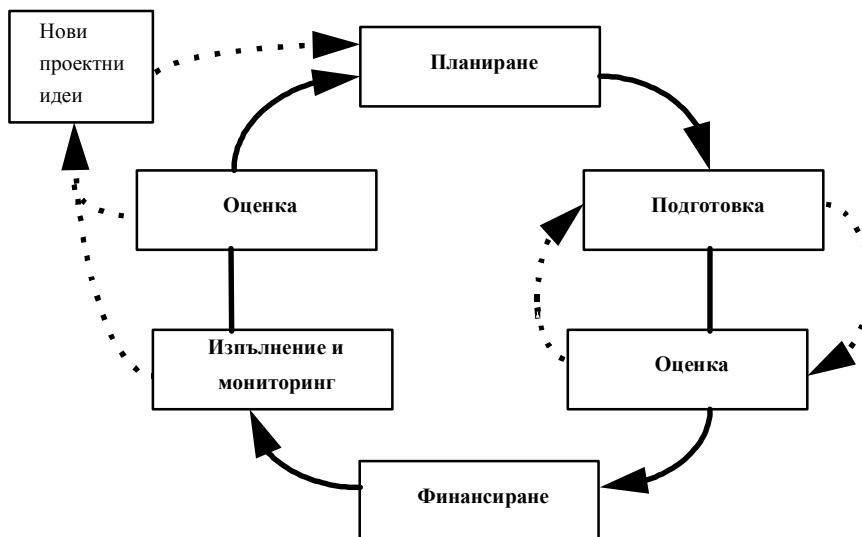 Нови
проектни
идеи
Планиране
Оценка
Подготовка
Изпълнение и
мониторинг
Оценка
Финансиране